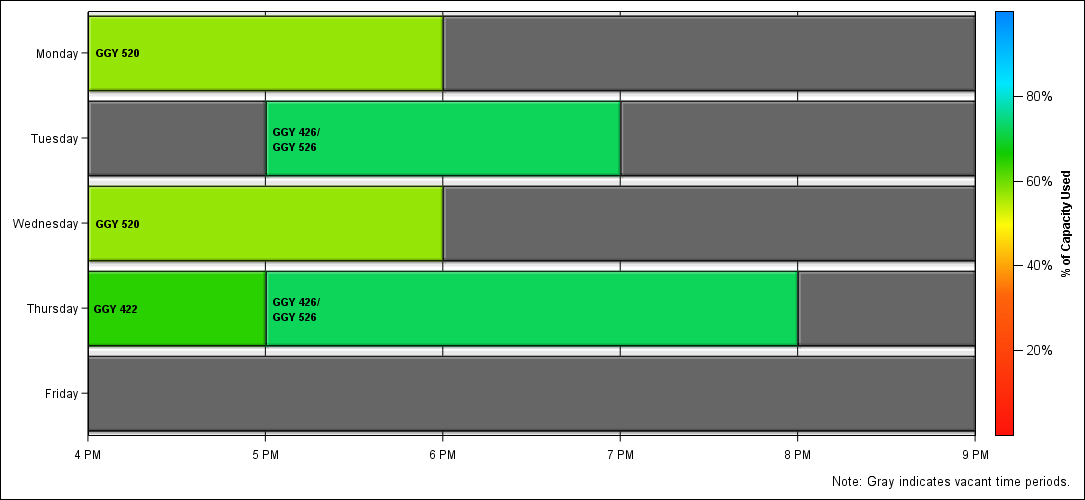 Monday
GGY 520
Tuesday
GGY 426/
GGY 526
Wednesday
GGY 520
Thursday
GGY 422
GGY 426/
GGY 526
Friday
4 PM 5 PM 6 PM 7 PM 8 PM 9 PM
80%
60%
40%
20%
% of Capacity Used
Note: Gray indicates vacant time periods.